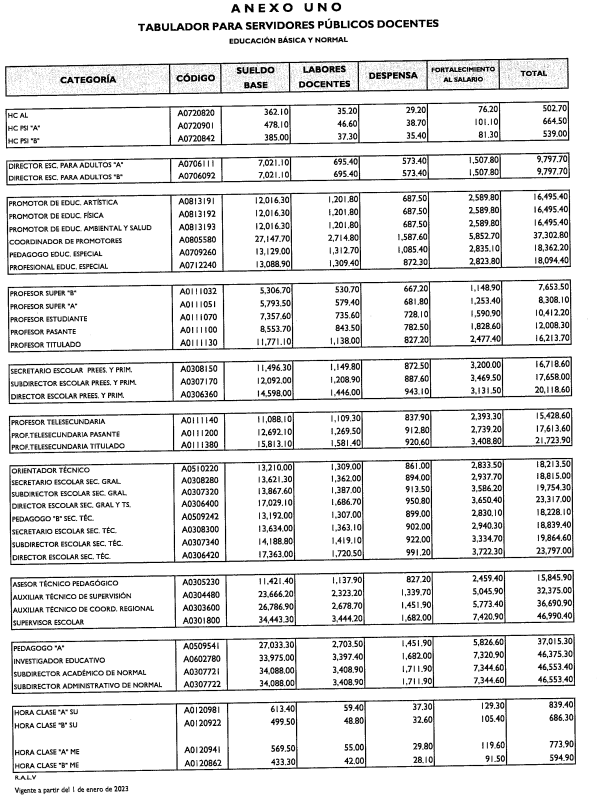 ANEXO UNO
TABULADOR PARA SERVIDORES PÚBLICOS DOCENTES
EDUCACIÓN BÁSICA Y NORMAL
CATEGORÍA CÓDIGO SUELDO BASE LABORES DOCENTES DESPENSA FORTALECIMIENTO AL SALARIO TOTAL
HC AL A0720820 362.10 35.20 29.20 76.20 502.70
HC PSI "A" A0720901 478.10 46.60 38.70 101.10 664.50
HC PSI "B" A0720842 385.00 37.30 35.40 81.30 539.00
DIRECTOR ESC. PARA ADULTOS "A" A0706111 7,021.10 695.40 573.40 1,507.80 9,797.70
DIRECTOR ESC. PARA ADULTOS "B" A0706092 7,021.10 695.40 573.40 1,507.80 9,797.70
PROMOTOR DE EDUC. ARTÍSTICA A0813191 12,016.30 1,201.80 687.50 2,589.80 16,495.40
PROMOTOR DE EDUC. FÍSICA A0813192 12,016.30 1,201.80 687.50 2,589.80 16,495.40
PROMOTOR DE EDUC. AMBIENTAL Y SALUD A0813193 12,016.30 1,201.80 687.50 2,589.80 16,495.40
COORDINADOR DE PROMOTORES A0805580 27,147.70 2,714.80 1,587.60 5,852.70 37,302.80
PEDAGOGO EDUC. ESPECIAL A0709260 13,129.00 1,312.70 1,085.40 2,835.10 18,362.20
PROFESIONAL EDUC. ESPECIAL A0712240 13,088.90 1,309.40 872.30 2,823.80 18,094.40
PROFESOR SUPER "B" A0111032 5,306.70 530.70 667.20 1,148.90 7,653.50
PROFESOR SUPER "A" A0111051 5,793.50 579.40 681.80 1,253.40 8,308.10
PROFESOR ESTUDIANTE A0111070 7,357.60 735.60 728.10 1,590.90 10,412.20
PROFESOR PASANTE A0111100 8,553.70 843.50 782.50 1,828.60 12,008.30
PROFESOR TITULADO A0111130 11,771.10 1,138.00 827.20 2,477.40 16,213.70
SECRETARIO ESCOLAR PREES. Y PRIM. A0308150 11,496.30 1,149.80 872.50 3,200.00 16,718.60
SUBDIRECTOR ESCOLAR PREES. Y PRIM. A0307170 12,092.00 1,208.90 887.60 3,469.50 17,658.00
DIRECTOR ESCOLAR PREES. Y PRIM. A0306360 14,598.00 1,446.00 943.10 3,131.50 20,118.60
PROFESOR TELESECUNDARIA A0111140 11,088.10 1,109.30 837.90 2,393.30 15,428.60
PROF.TELESECUNDARIA PASANTE A0111200 12,692.10 1,269.50 912.80 2,739.20 17,613.60
PROF.TELESECUNDARIA TITULADO A0111380 15,813.10 1,581.40 920.60 3,408.80 21,723.90
ORIENTADOR TÉCNICO A0510220 13,210.00 1,309.00 861.00 2,833.50 18,213.50
SECRETARIO ESCOLAR SEC. GRAL. A0308280 13,621.30 1,362.00 894.00 2,937.70 18,815.00
SUBDIRECTOR ESCOLAR SEC. GRAL. A0307320 13,867.60 1,387.00 913.50 3,586.20 19,754.30
DIRECTOR ESCOLAR SEC. GRAL Y TS. A0306400 17,029.10 1,686.70 950.80 3,650.40 23,317.00
PEDAGOGO "B" SEC. TÉC. A0509242 13,192.00 1,307.00 899.00 2,830.10 18,228.10
SECRETARIO ESCOLAR SEC. TÉC. A0308300 13,634.00 1,363.10 902.00 2,940.30 18,839.40
SUBDIRECTOR ESCOLAR SEC. TÉC. A0307340 14,188.80 1,419.10 922.00 3,334.70 19,864.60
DIRECTOR ESCOLAR SEC. TÉC. A0306420 17,363.00 1,720.50 991.20 3,722.30 23,797.00
ASESOR TÉCNICO PEDAGÓGICO A0305230 11,421.40 1,137.90 827.20 2,459.40 15,845.90
AUXILIAR TÉCNICO DE SUPERVISIÓN A0304480 23,666.20 2,323.20 1,339.70 5,045.90 32,375.00
AUXILIAR TÉCNICO DE COORD. REGIONAL A0303600 26,786.90 2,678.70 1,451.90 5,773.40 36,690.90
SUPERVISOR ESCOLAR A0301800 34,443.30 3,444.20 1,682.00 7,420.90 46,990.40
PEDAGOGO "A" A0509541 27,033.30 2,703.50 1,451.90 5,826.60 37,015.30
INVESTIGADOR EDUCATIVO A0602780 33,975.00 3,397.40 1,682.00 7,320.90 46,375.30
SUBDIRECTOR ACADÉMICO DE NORMAL A0307721 34,088.00 3,408.90 1,711.90 7,344.60 46,553.40
SUBDIRECTOR ADMINISTRATIVO DE NORMAL A0307722 34,088.00 3,408.90 1,711.90 7,344.60 46,553.40
HORA CLASE "A" SU A0120981 613.40 59.40 37.30 129.30 839.40
HORA CLASE "B" SU A0120922 499.50 48.80 32.60 105.40 686.30
HORA CLASE "A" ME A0120941 569.50 55.00 29.80 119.60 773.90
HORA CLASE "B" ME A0120862 433.30 42.00 28.10 91.50 594.90
R.A.L.V
Vigente a partir del 1 de enero de 2023